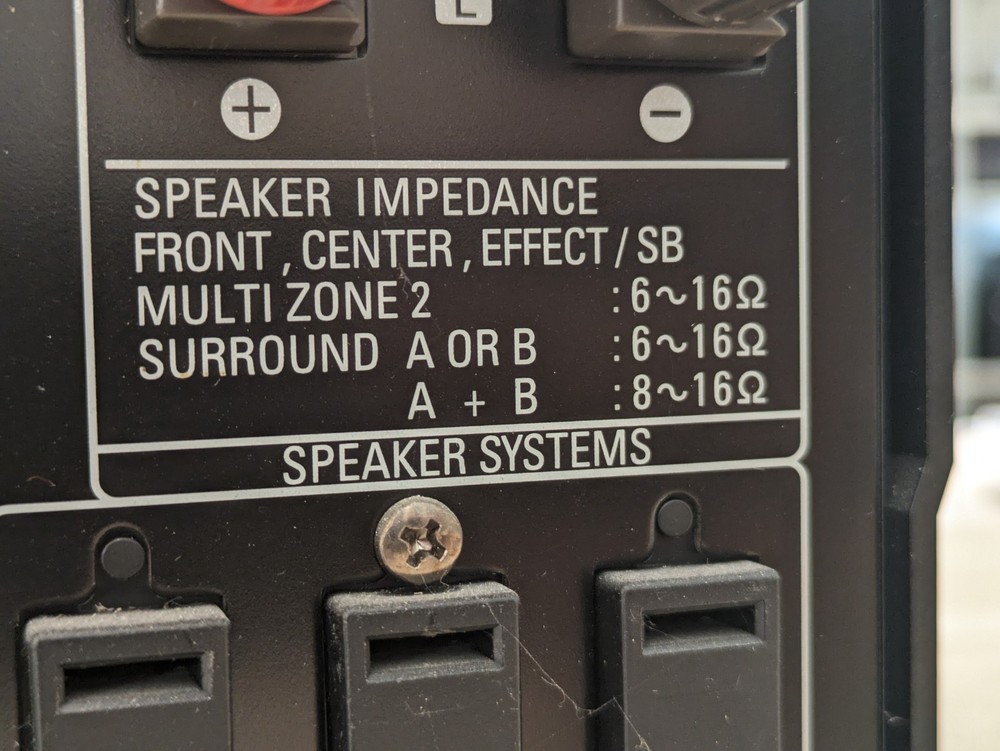 L
+ −
SPEAKER IMPEDANCE
FRONT , CENTER , EFFECT / SB
MULTI ZONE 2 : 6～16Ω
SURROUND A OR B : 6～16Ω
A + B : 8～16Ω
SPEAKER SYSTEMS